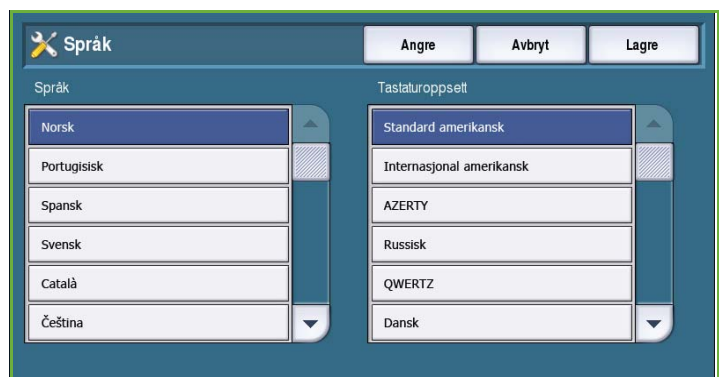 Språk
Angre
Avbryt
Lagre
Språk
Tastaturoppsett
Norsk
Portugisisk
Spansk
Svensk
Català
Čeština
Standard amerikansk
Internasjonal amerikansk
AZERTY
Russisk
QWERTZ
Dansk